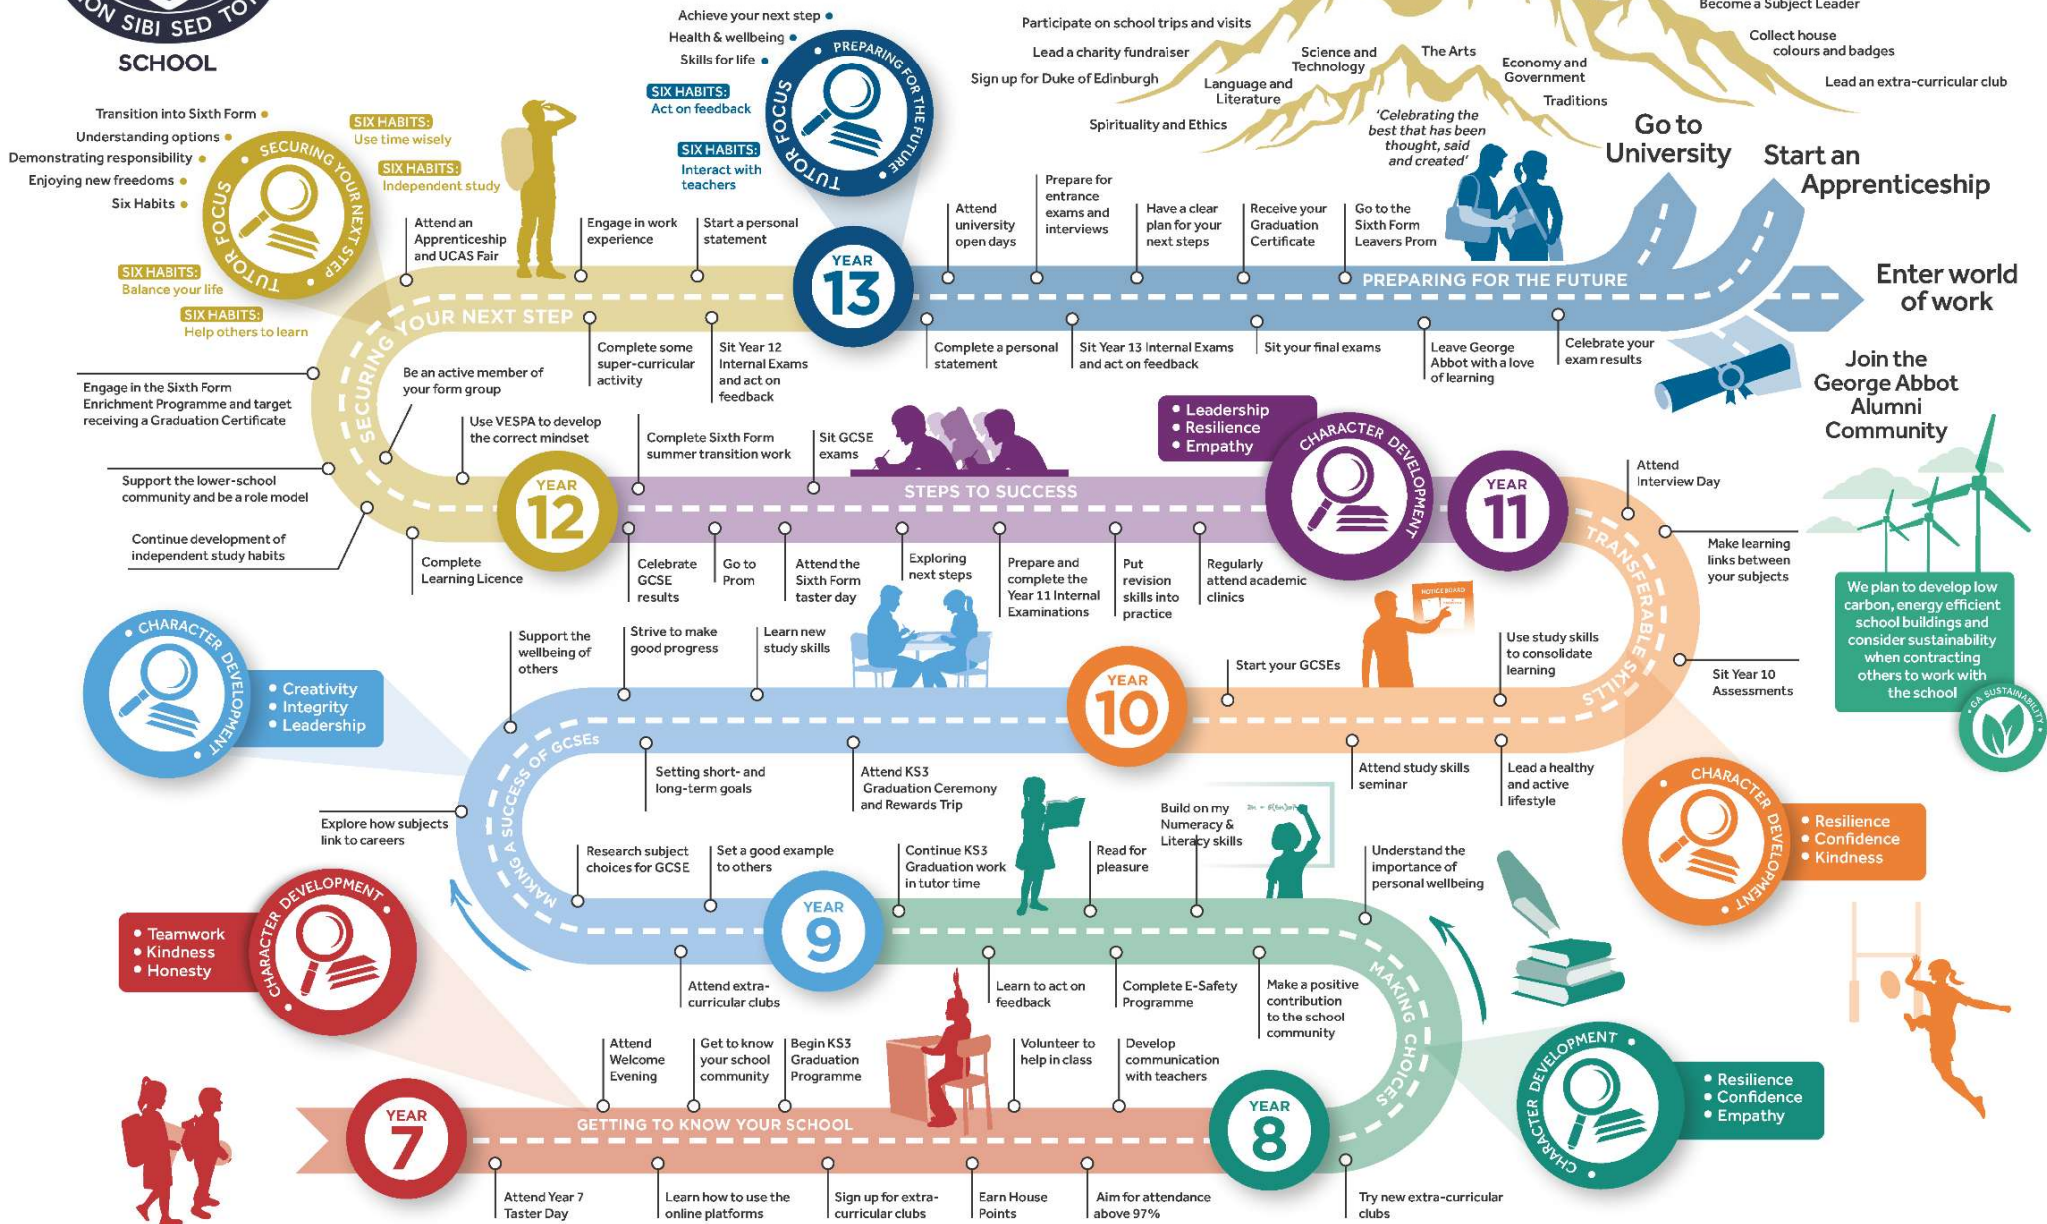 NON SIBI SED TOTI
SCHOOL
Achieve your next step
Health & wellbeing
Skills for life
SIX HABITS:
Act on feedback
SIX HABITS:
Interact with
teachers
TUTOR FOCUS
PREPARING FOR THE FUTURE
Participate on school trips and visits
Lead a charity fundraiser
Sign up for Duke of Edinburgh
Language and
Literature
Spirituality and Ethics
Science and
Technology
The Arts
Economy and
Government
Traditions
'Celebrating the
best that has been
thought, said
and created'
Become a Subject Leader
Collect house
colours and badges
Lead an extra-curricular club
Go to
University
Start an
Apprenticeship
Enter world
of work
Join the
George Abbot
Alumni
Community
Transition into Sixth Form
Understanding options
Demonstrating responsibility
Enjoying new freedoms
Six Habits
TUTOR FOCUS
SECURING YOUR NEXT STEP
SIX HABITS:
Use time wisely
SIX HABITS:
Independent study
SIX HABITS:
Balance your life
SIX HABITS:
Help others to learn
Attend an
Apprenticeship
and UCAS Fair
Engage in work
experience
Start a personal
statement
YEAR
13
Attend
university
open days
Prepare for
entrance
exams and
interviews
Have a clear
plan for your
next steps
Receive your
Graduation
Certificate
Go to the
Sixth Form
Leavers Prom
PREPARING FOR THE FUTURE
SECURING YOUR NEXT STEP
Complete some
super-curricular
activity
Sit Year 12
Internal Exams
and act on
feedback
Complete a personal
statement
Sit Year 13 Internal Exams
and act on feedback
Sit your final exams
Leave George
Abbot with a love
of learning
Celebrate your
exam results
Engage in the Sixth Form
Enrichment Programme and target
receiving a Graduation Certificate
Be an active member of
your form group
Use VESPA to develop
the correct mindset
Support the lower-school
community and be a role model
Continue development of
independent study habits
Complete
Learning Licence
YEAR
12
Complete Sixth Form
summer transition work
Sit GCSE
exams
STEPS TO SUCCESS
Leadership
Resilience
Empathy
CHARACTER DEVELOPMENT
YEAR
11
Celebrate
GCSE
results
Go to
Prom
Attend the
Sixth Form
taster day
Exploring
next steps
Prepare and
complete the
Year 11 Internal
Examinations
Put
revision
skills into
practice
Regularly
attend academic
clinics
Attend
Interview Day
Make learning
links between
your subjects
TRANSFERABLE SKILLS
Sit Year 10
Assessments
We plan to develop low
carbon, energy efficient
school buildings and
consider sustainability
when contracting
others to work with
the school
GA SUSTAINABILITY
CHARACTER DEVELOPMENT
Creativity
Integrity
Leadership
Support the
wellbeing of
others
Strive to make
good progress
Learn new
study skills
YEAR
10
Start your GCSEs
NOTICE BOARD
Use study skills
to consolidate
learning
MAKING A SUCCESS OF GCSEs
Setting short- and
long-term goals
Attend KS3
Graduation Ceremony
and Rewards Trip
Attend study skills
seminar
Lead a healthy
and active
lifestyle
CHARACTER DEVELOPMENT
Resilience
Confidence
Kindness
Explore how subjects
link to careers
Research subject
choices for GCSE
Set a good example
to others
YEAR
9
Continue KS3
Graduation work
in tutor time
Read for
pleasure
Build on my
Numeracy &
Literacy skills
Understand the
importance of
personal wellbeing
Teamwork
Kindness
Honesty
CHARACTER DEVELOPMENT
Attend extra-
curricular clubs
Learn to act on
feedback
Complete E-Safety
Programme
Make a positive
contribution
to the school
community
MAKING CHOICES
CHARACTER DEVELOPMENT
Resilience
Confidence
Empathy
Attend
Welcome
Evening
Get to know
your school
community
Begin KS3
Graduation
Programme
Volunteer to
help in class
Develop
communication
with teachers
YEAR
7
GETTING TO KNOW YOUR SCHOOL
YEAR
8
Attend Year 7
Taster Day
Learn how to use the
online platforms
Sign up for extra-
curricular clubs
Earn House
Points
Aim for attendance
above 97%
Try new extra-curricular
clubs